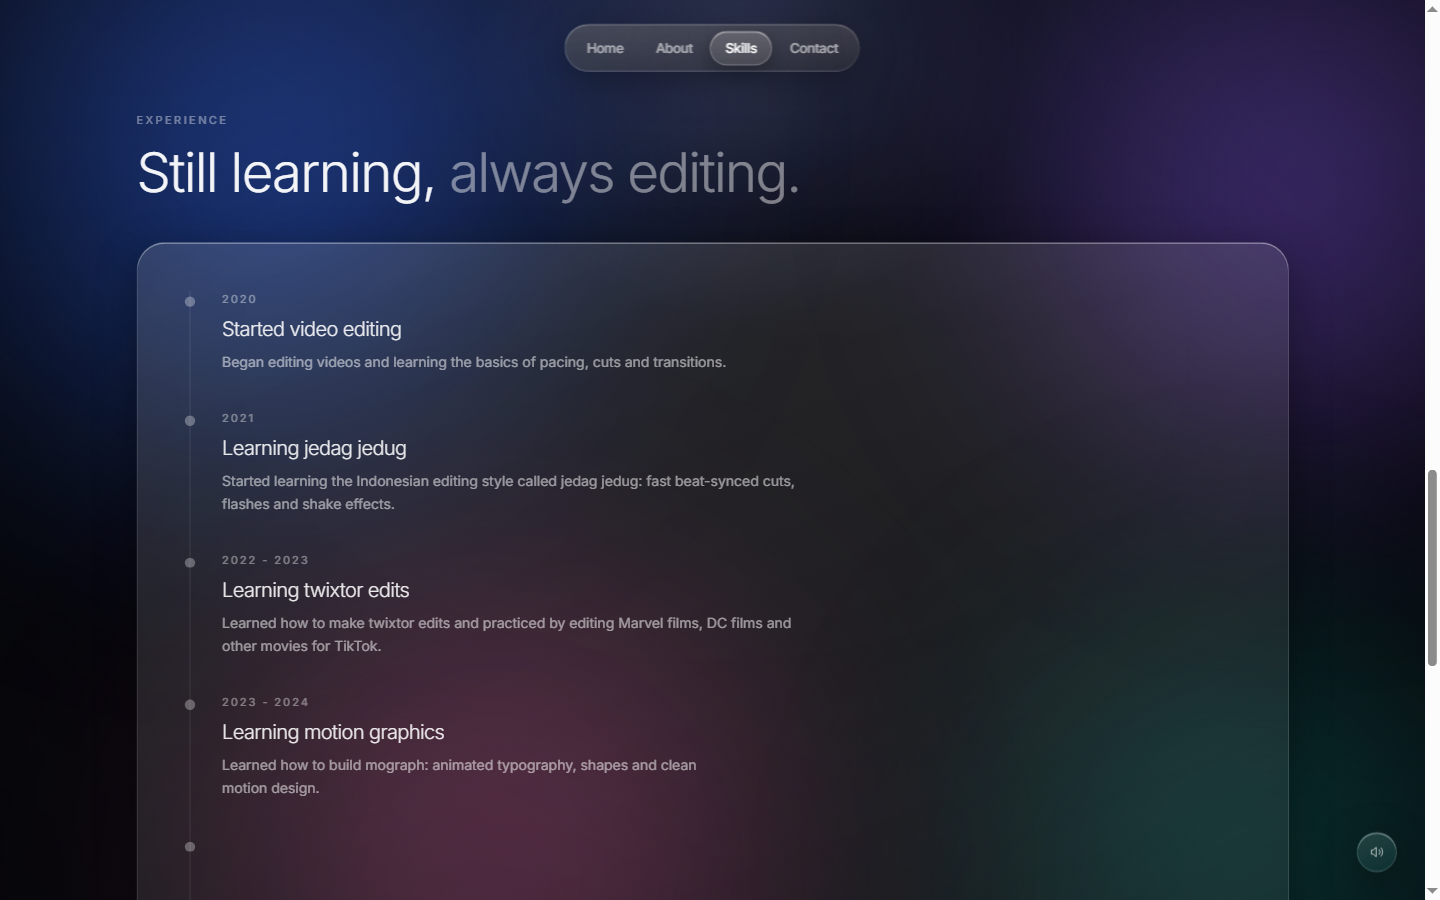 Home About Skills Contact
EXPERIENCE
Still learning, always editing.
2020
Started video editing
Began editing videos and learning the basics of pacing, cuts and transitions.
2021
Learning jedag jedug
Started learning the Indonesian editing style called jedag jedug: fast beat-synced cuts,
flashes and shake effects.
2022 - 2023
Learning twixtor edits
Learned how to make twixtor edits and practiced by editing Marvel films, DC films and
other movies for TikTok.
2023 - 2024
Learning motion graphics
Learned how to build mograph: animated typography, shapes and clean
motion design.